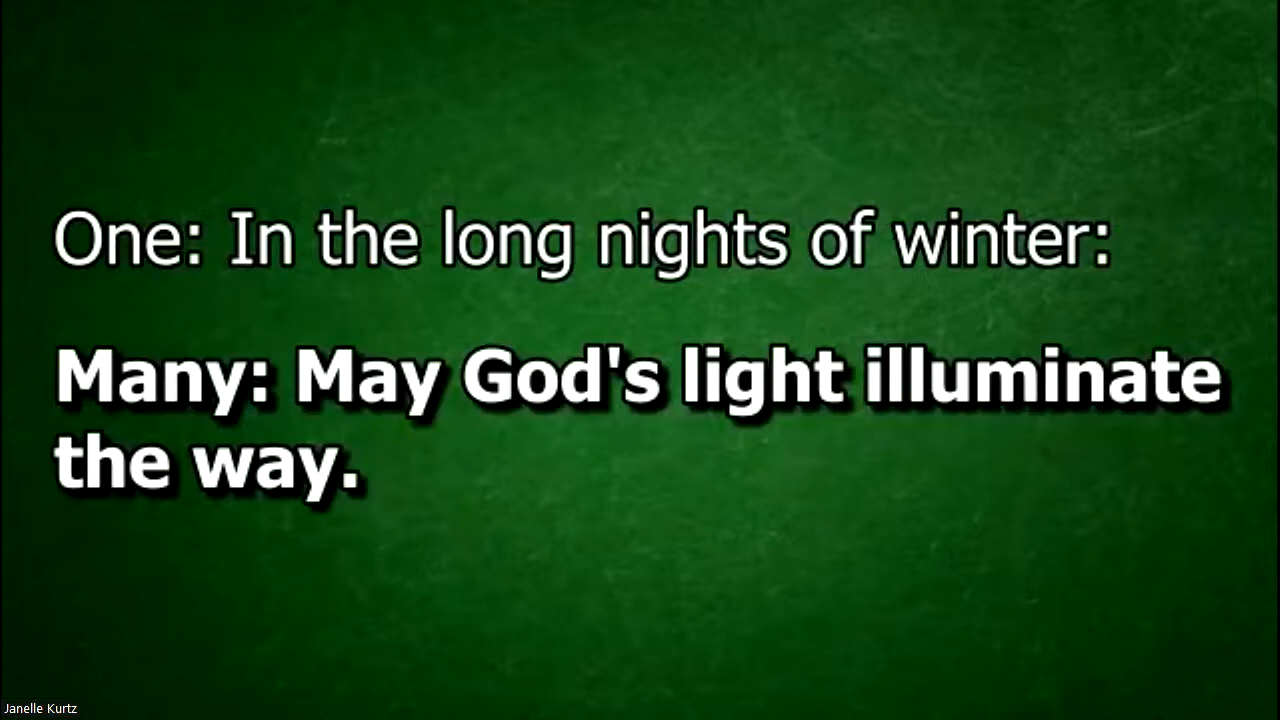 One: In the long nights of winter:
Many: May God's light illuminate
the way.
Janelle Kurtz